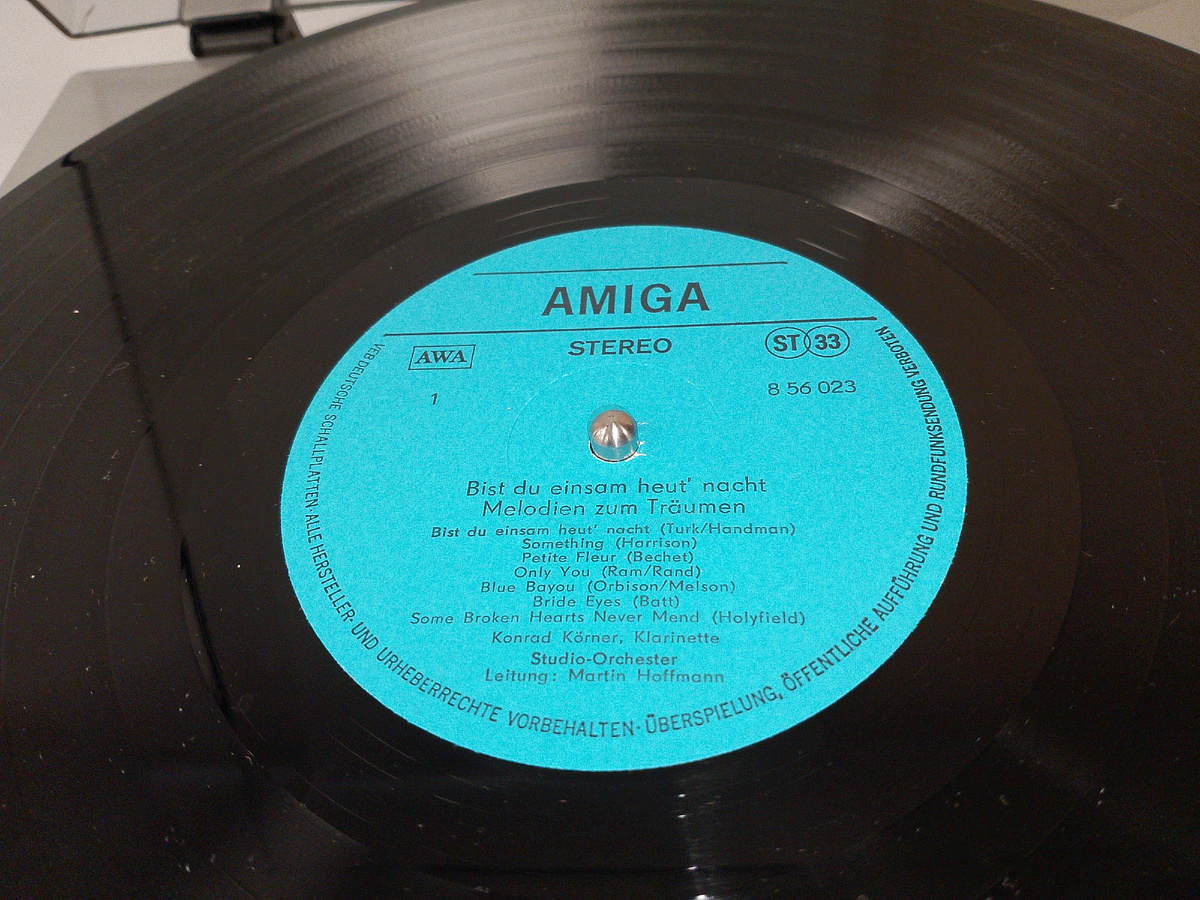 AMIGA
AWA
STEREO
ST 33
1
8 56 023
Bist du einsam heut' nacht
Melodien zum Träumen
Bist du einsam heut' nacht (Turk/Handman)
Something (Harrison)
Petite Fleur (Bechet)
Only You (Ram/Rand)
Blue Bayou (Orbison/Melson)
Bride Eyes (Batt)
Some Broken Hearts Never Mend (Holyfield)
Konrad Körner, Klarinette
Studio-Orchester
Leitung: Martin Hoffmann
VEB DEUTSCHE SCHALLPLATTEN· ALLE HERSTELLER- UND URHEBERRECHTE VORBEHALTEN· ÜBERSPIELUNG, ÖFFENTLICHE AUFFÜHRUNG UND RUNDFUNKSENDUNG VERBOTEN